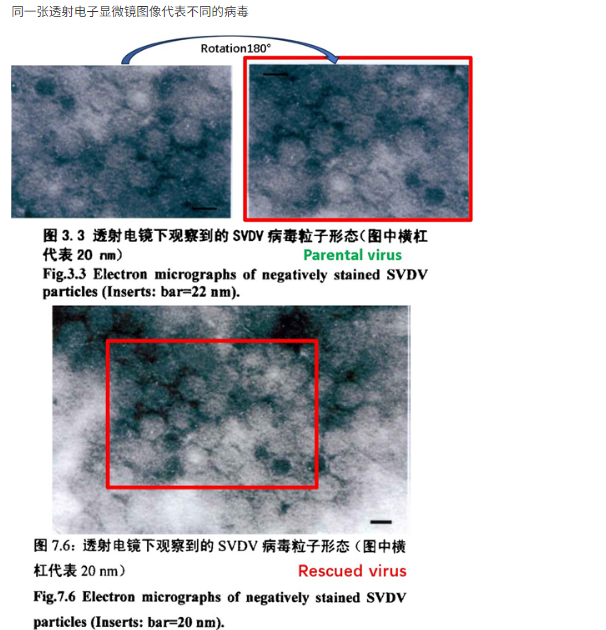 同一张透射电子显微镜图像代表不同的病毒
Rotation180°
图 3.3 透射电镜下观察到的 SVDV 病毒粒子形态(图中横杠
代表 20 nm)
Parental virus
Fig.3.3 Electron micrographs of negatively stained SVDV
particles (Inserts: bar=22 nm).
图 7.6：透射电镜下观察到的 SVDV 病毒粒子形态（图中横
杠代表 20 nm）
Rescued virus
Fig.7.6 Electron micrographs of negatively stained SVDV
particles (Inserts: bar=20 nm).